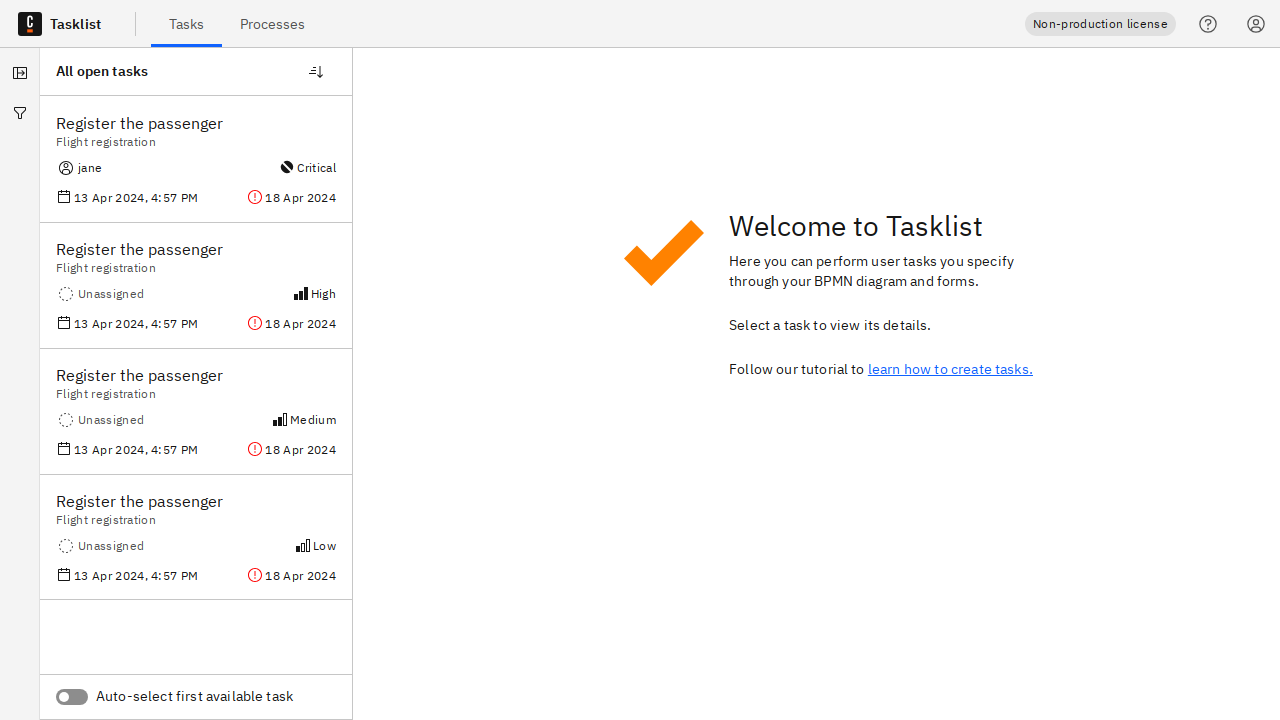 Tasklist
Tasks
Processes
Non-production license
All open tasks
Register the passenger
Flight registration
jane
Critical
13 Apr 2024, 4:57 PM
18 Apr 2024
Register the passenger
Flight registration
Unassigned
High
13 Apr 2024, 4:57 PM
18 Apr 2024
Register the passenger
Flight registration
Unassigned
Medium
13 Apr 2024, 4:57 PM
18 Apr 2024
Register the passenger
Flight registration
Unassigned
Low
13 Apr 2024, 4:57 PM
18 Apr 2024
Auto-select first available task
Welcome to Tasklist
Here you can perform user tasks you specify
through your BPMN diagram and forms.
Select a task to view its details.
Follow our tutorial to learn how to create tasks.